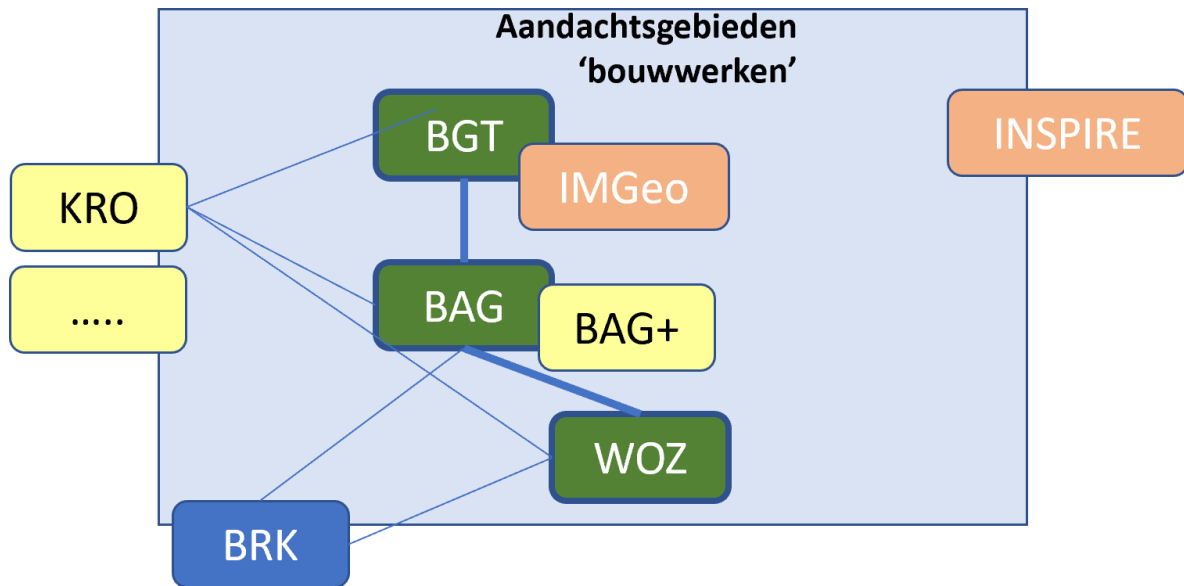 Aandachtsgebieden
‘bouwwerken’
BGT
INSPIRE
IMGeo
KRO
…..
BAG
BAG+
WOZ
BRK